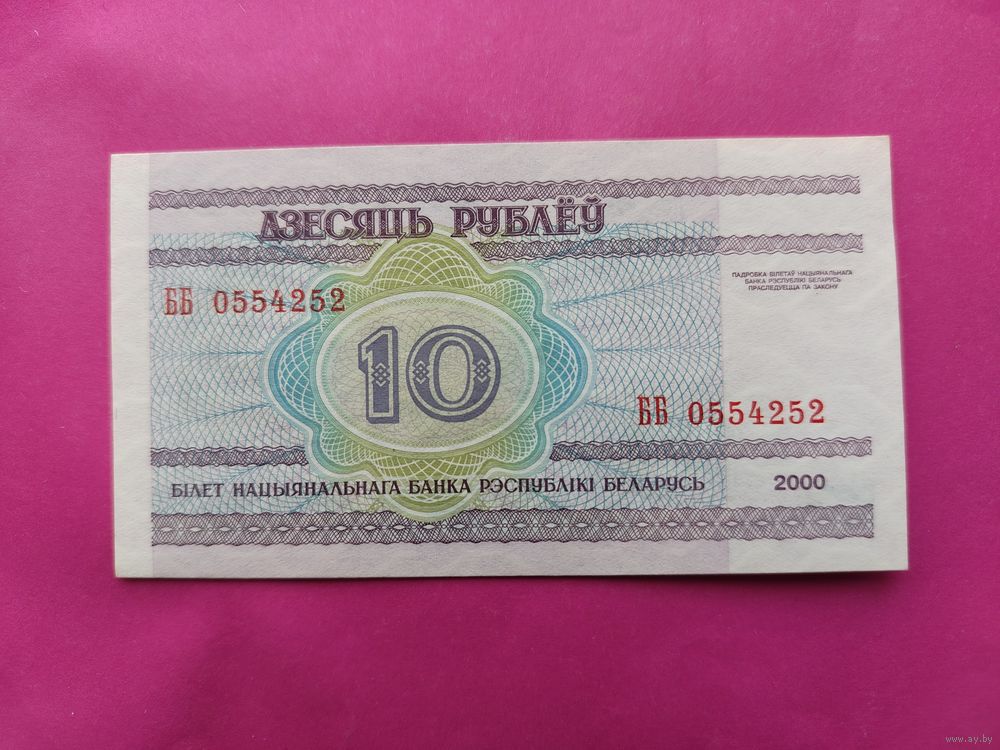 ДЗЕСЯЦЬ РУБЛЁЎ
ПАДРОБКА БІЛЕТАЎ НАЦЫЯНАЛЬНАГА
БАНКА РЭСПУБЛІКІ БЕЛАРУСЬ
ПРАСЛЕДУЕЦЦА ПА ЗАКОНУ
ББ 0554252
10
ББ 0554252
БІЛЕТ НАЦЫЯНАЛЬНАГА БАНКА РЭСПУБЛІКІ БЕЛАРУСЬ
2000
www.ay.by